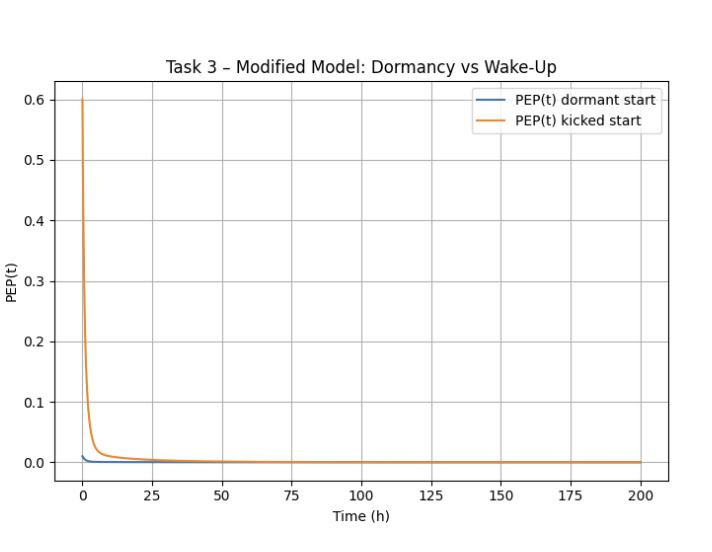 Task 3 – Modified Model: Dormancy vs Wake-Up
PEP(t) dormant start
PEP(t) kicked start
0.6
0.5
0.4
0.3
0.2
0.1
0.0
PEP(t)
0 25 50 75 100 125 150 175 200
Time (h)